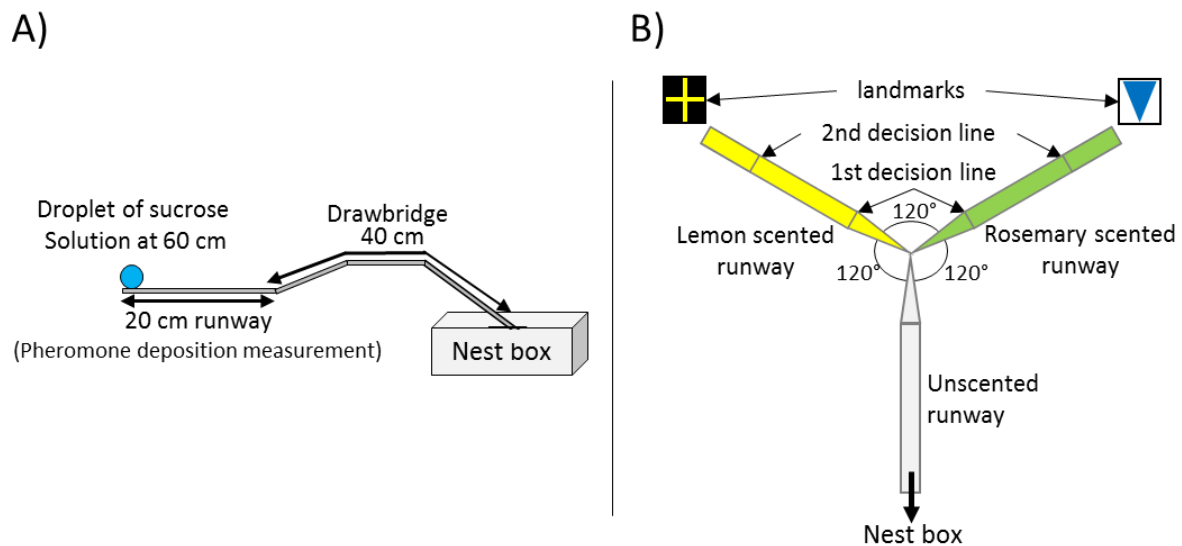 A)
Droplet of sucrose
Solution at 60 cm
Drawbridge
40 cm
20 cm runway
(Pheromone deposition measurement)
Nest box
B)
landmarks
2nd decision line
1st decision line
120°
Lemon scented
runway
Rosemary scented
runway
120°
120°
Unscented
runway
Nest box